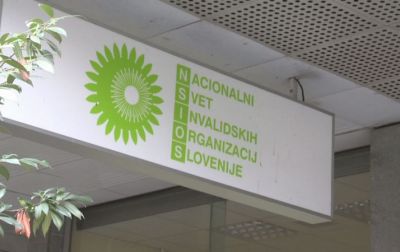 NACIONALNI
SVET
INVALIDSKIH
ORGANIZACIJ
SLOVENIJE